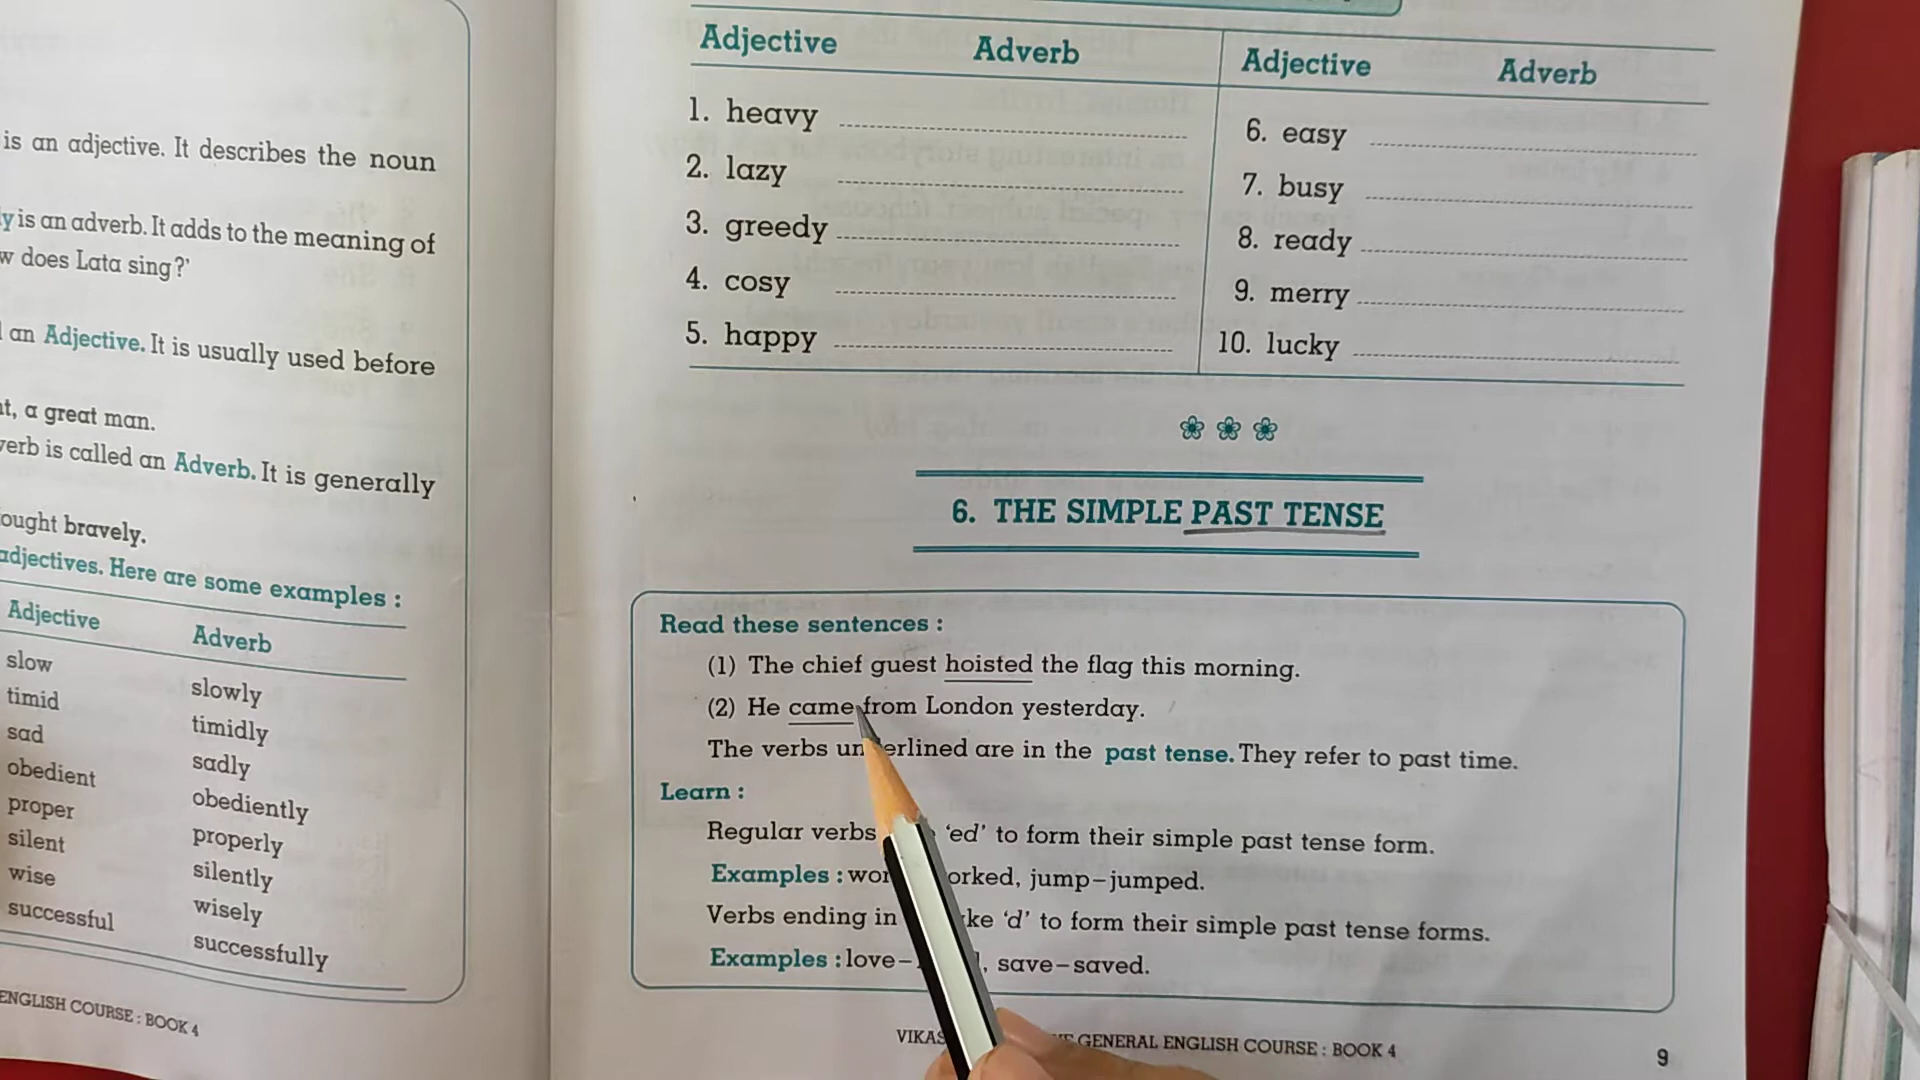 is an adjective. It describes the noun
y is an adverb. It adds to the meaning of
w does Lata sing?'
an Adjective. It is usually used before
t, a great man.
verb is called an Adverb. It is generally
ought bravely.
adjectives. Here are some examples :
Adjective Adverb
slow slowly
timid timidly
sad sadly
obedient obediently
proper properly
silent silently
wise wisely
successful successfully
ENGLISH COURSE : BOOK 4
Adjective Adverb Adjective Adverb
1. heavy 6. easy
2. lazy 7. busy
3. greedy 8. ready
4. cosy 9. merry
5. happy 10. lucky
6. THE SIMPLE PAST TENSE
Read these sentences :
(1) The chief guest hoisted the flag this morning.
(2) He came from London yesterday.
The verbs underlined are in the past tense. They refer to past time.
Learn :
Regular verbs 'ed' to form their simple past tense form.
Examples : wor orked, jump–jumped.
Verbs ending in ke 'd' to form their simple past tense forms.
Examples : love– , save–saved.
VIKAS GENERAL ENGLISH COURSE : BOOK 4
9